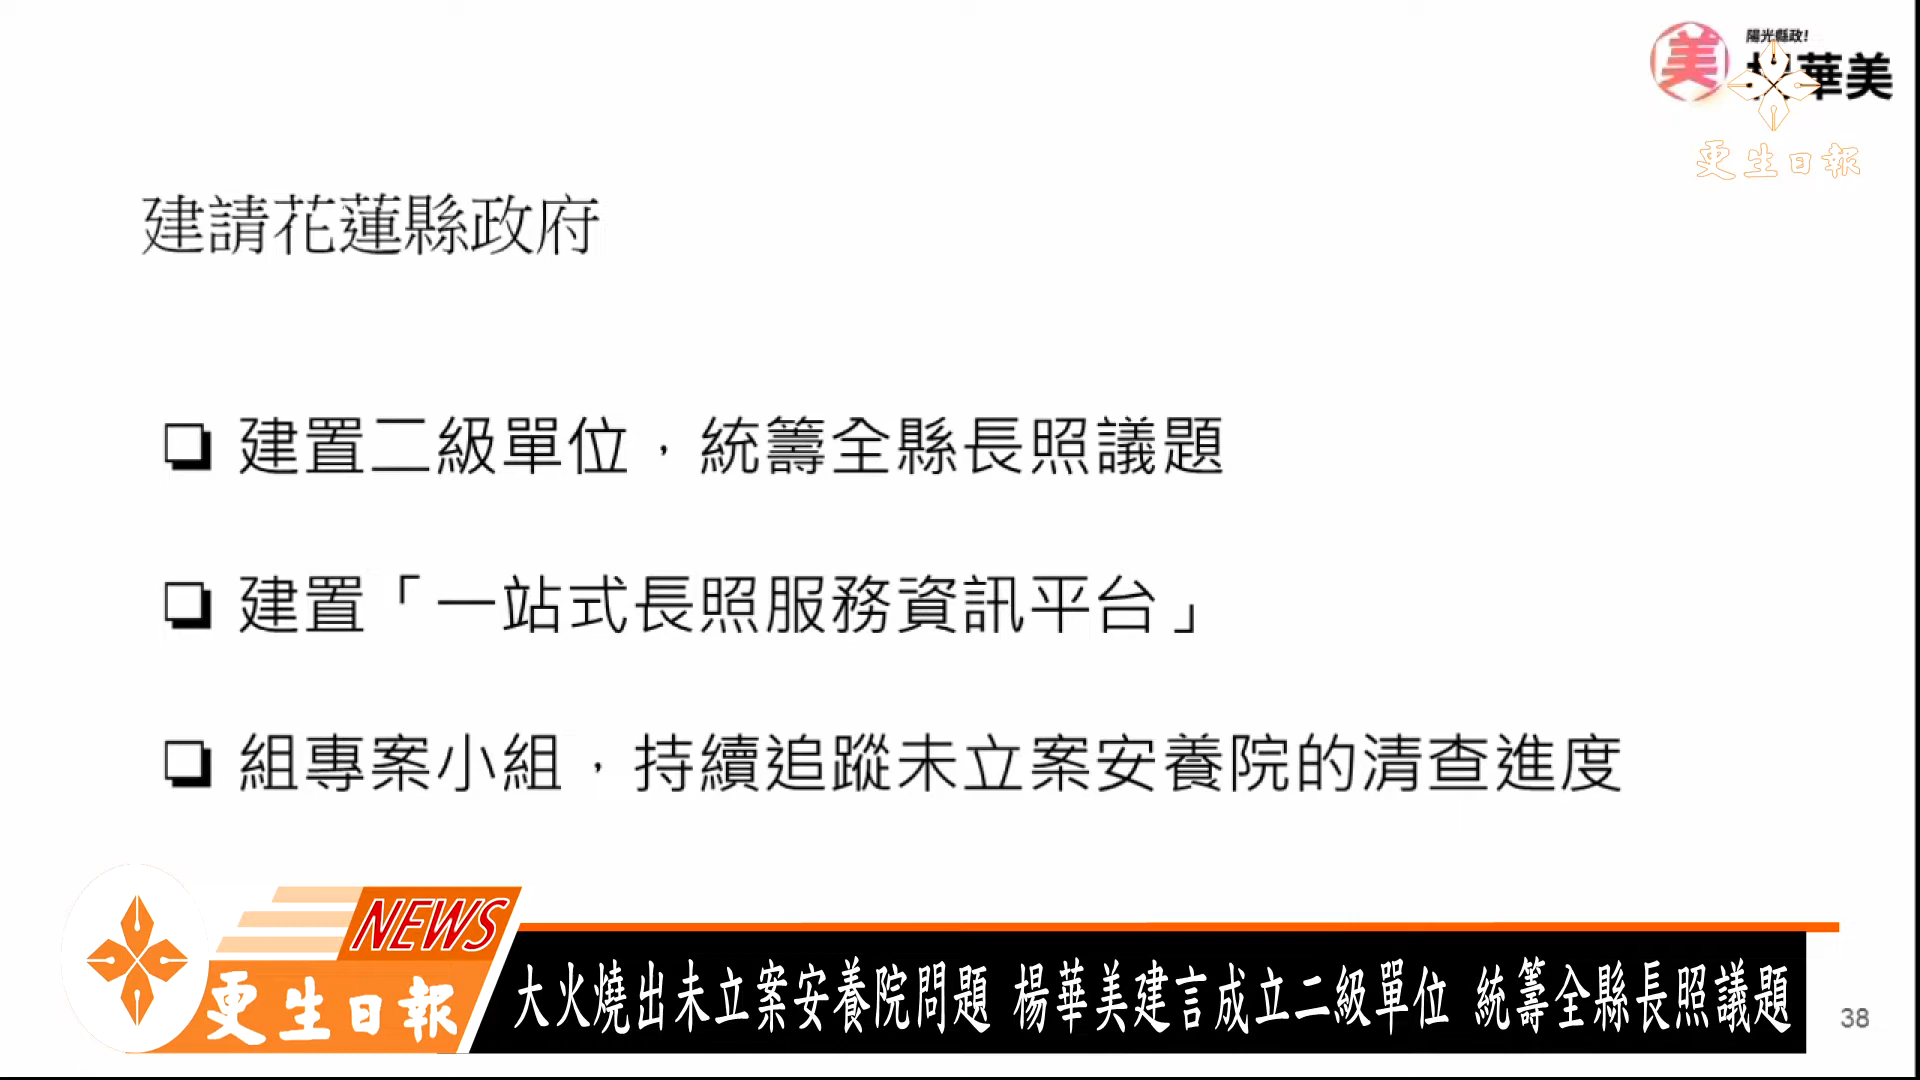 美
陽光縣政!
楊華美
更生日報
建請花蓮縣政府
❏ 建置二級單位,統籌全縣長照議題
❏ 建置「一站式長照服務資訊平台」
❏ 組專案小組,持續追蹤未立案安養院的清查進度
NEWS
更生日報
大火燒出未立案安養院問題 楊華美建言成立二級單位 統籌全縣長照議題
38